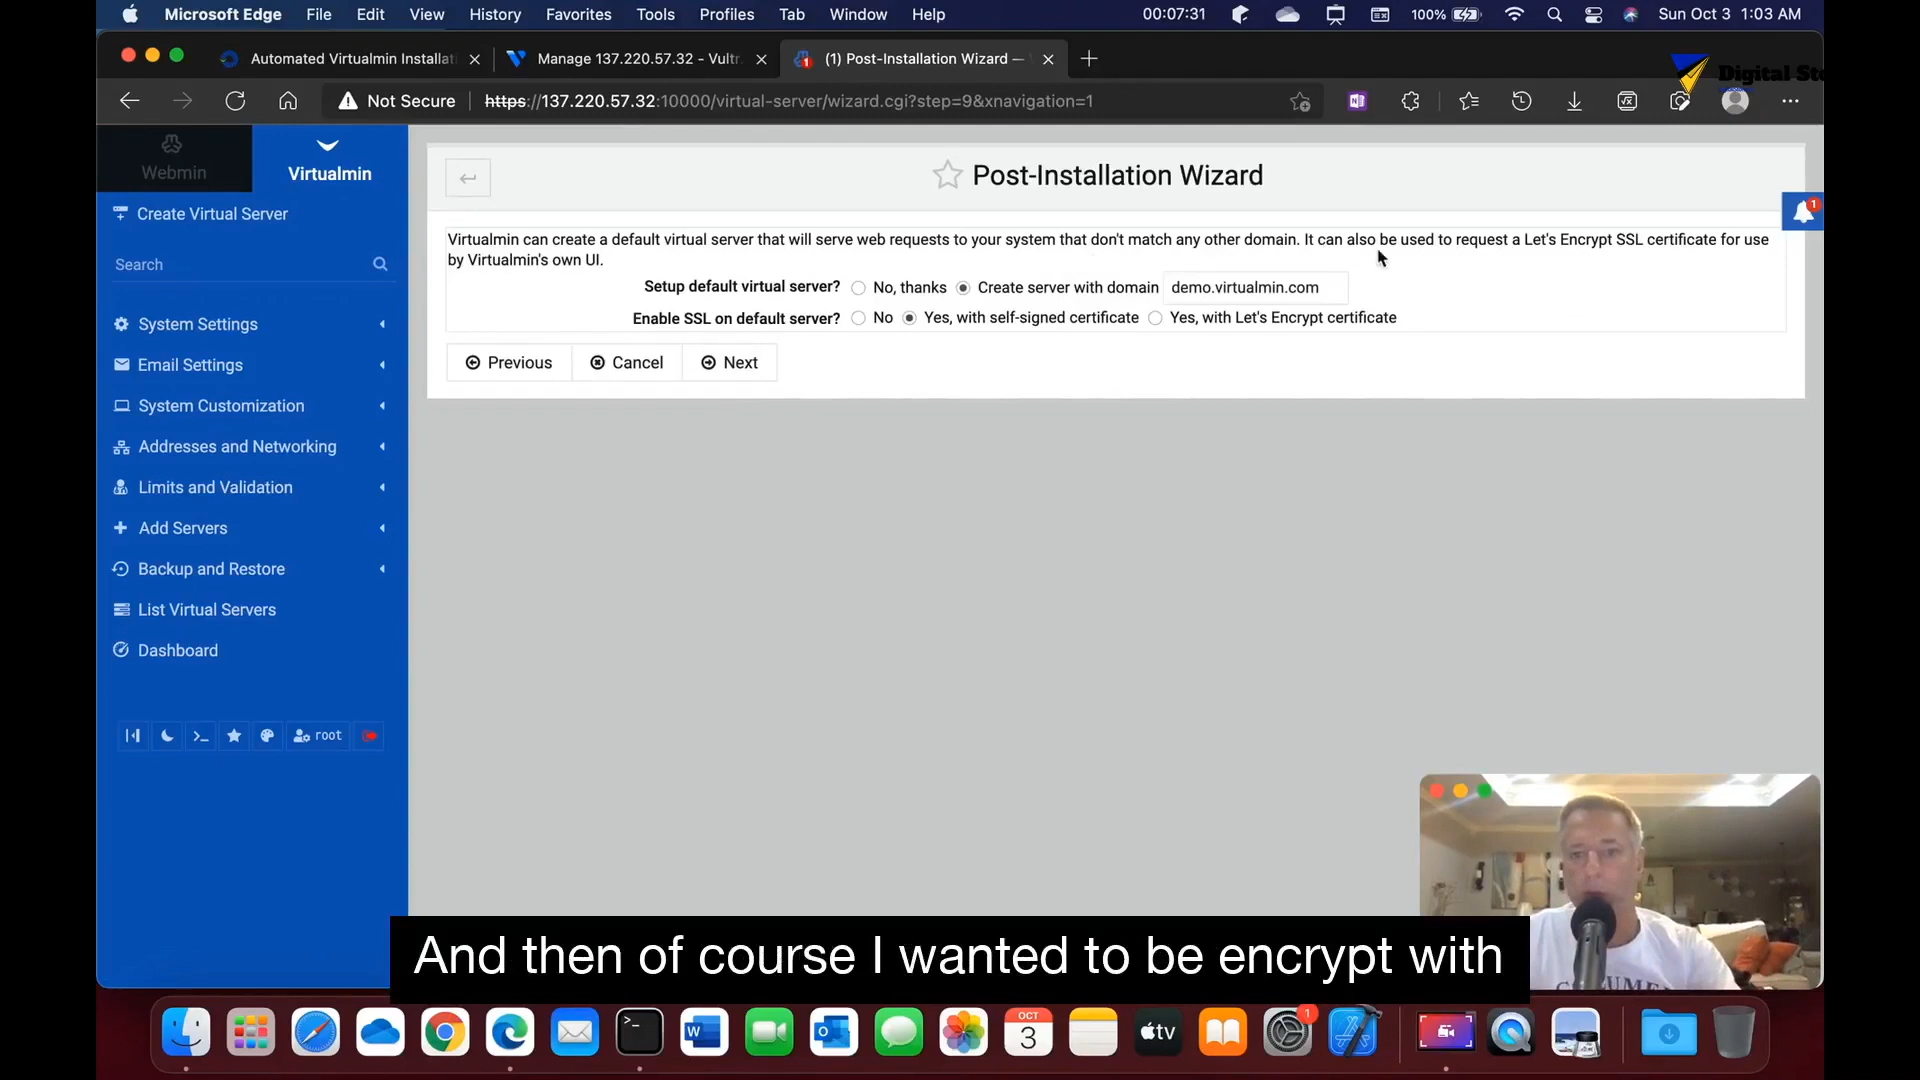 Microsoft Edge File Edit View History Favorites Tools Profiles Tab Window Help 00:07:31 100% Sun Oct 3 1:03 AM
Automated Virtualmin Installati Manage 137.220.57.32 - Vultr. (1) Post-Installation Wizard —
Digital Sto
Not Secure https://137.220.57.32:10000/virtual-server/wizard.cgi?step=9&xnavigation=1
Webmin
Virtualmin
Create Virtual Server
Search
System Settings
Email Settings
System Customization
Addresses and Networking
Limits and Validation
Add Servers
Backup and Restore
List Virtual Servers
Dashboard
root
Post-Installation Wizard
1
Virtualmin can create a default virtual server that will serve web requests to your system that don't match any other domain. It can also be used to request a Let's Encrypt SSL certificate for use
by Virtualmin's own UI.
Setup default virtual server? No, thanks Create server with domain demo.virtualmin.com
Enable SSL on default server? No Yes, with self-signed certificate Yes, with Let's Encrypt certificate
Previous Cancel Next
And then of course I wanted to be encrypt with
OCT
3
tv
1